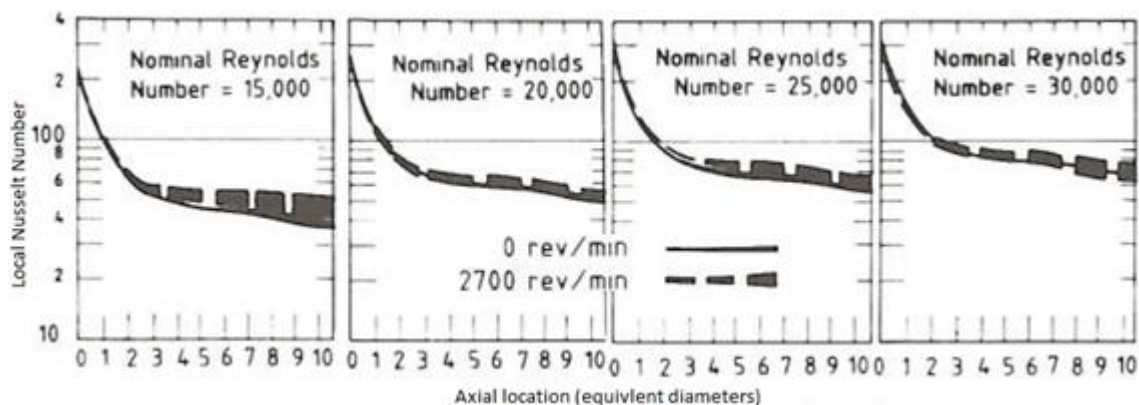 4
2
100
8
6
4
2
10
Local Nusselt Number
Nominal Reynolds
Number = 15,000
Nominal Reynolds
Number = 20,000
Nominal Reynolds
Number = 25,000
Nominal Reynolds
Number = 30,000
0 rev/min
2700 rev/min
0 1 2 3 4 5 6 7 8 9 10
0 1 2 3 4 5 6 7 8 9 10
0 1 2 3 4 5 6 7 8 9 10
0 1 2 3 4 5 6 7 8 9 10
Axial location (equivlent diameters)